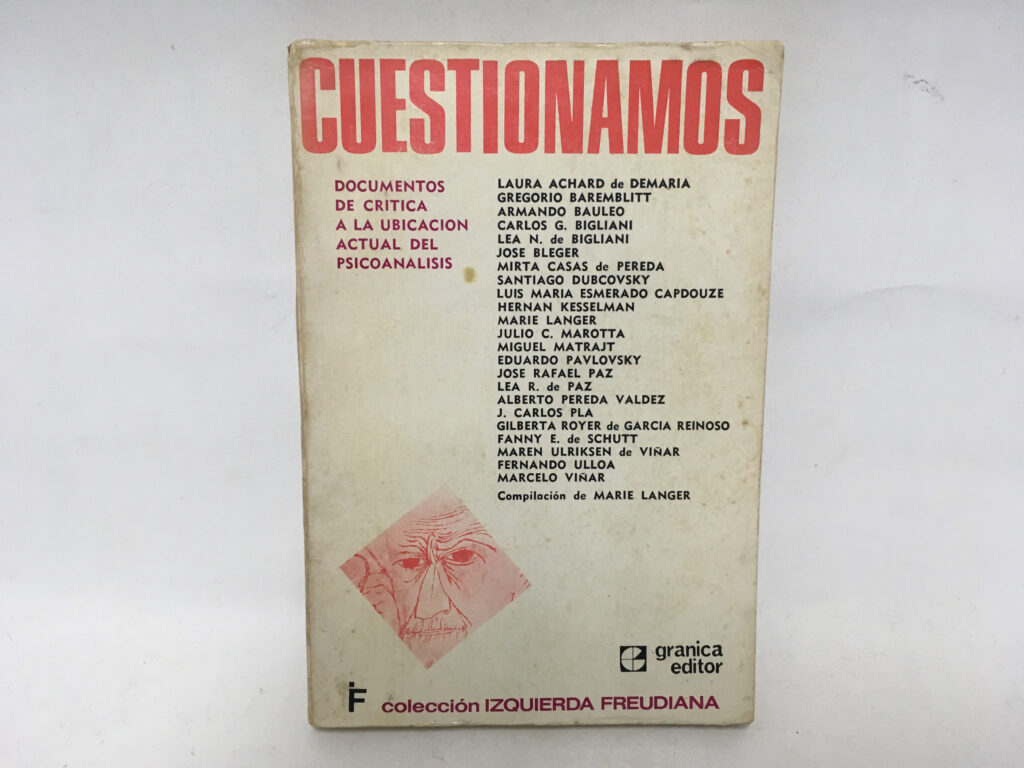 CUESTIONAMOS
DOCUMENTOS
DE CRITICA
A LA UBICACION
ACTUAL DEL
PSICOANALISIS
LAURA ACHARD de DEMARIA
GREGORIO BAREMBLITT
ARMANDO BAULEO
CARLOS G. BIGLIANI
LEA N. de BIGLIANI
JOSE BLEGER
MIRTA CASAS de PEREDA
SANTIAGO DUBCOVSKY
LUIS MARIA ESMERADO CAPDOUZE
HERNAN KESSELMAN
MARIE LANGER
JULIO C. MAROTTA
MIGUEL MATRAJT
EDUARDO PAVLOVSKY
JOSE RAFAEL PAZ
LEA R. de PAZ
ALBERTO PEREDA VALDEZ
J. CARLOS PLA
GILBERTA ROYER de GARCIA REINOSO
FANNY E. de SCHUTT
MAREN ULRIKSEN de VIÑAR
FERNANDO ULLOA
MARCELO VIÑAR
Compilación de MARIE LANGER
granica
editor
iF colección IZQUIERDA FREUDIANA